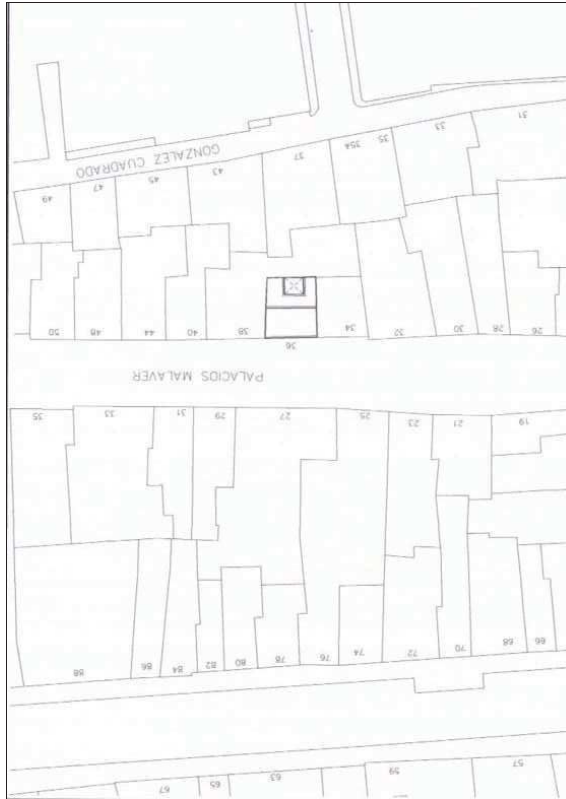 GONZALEZ CUADRADO
49 47 45 43 37 35A 35 33 31
50 48 44 40 38 36 34 32 30 28 26
PALACIOS MALAVER
35 33 31 29 27 25 23 21 19
88 86 84 82 80 78 76 74 72 70 68 66
67 65 63 59 57